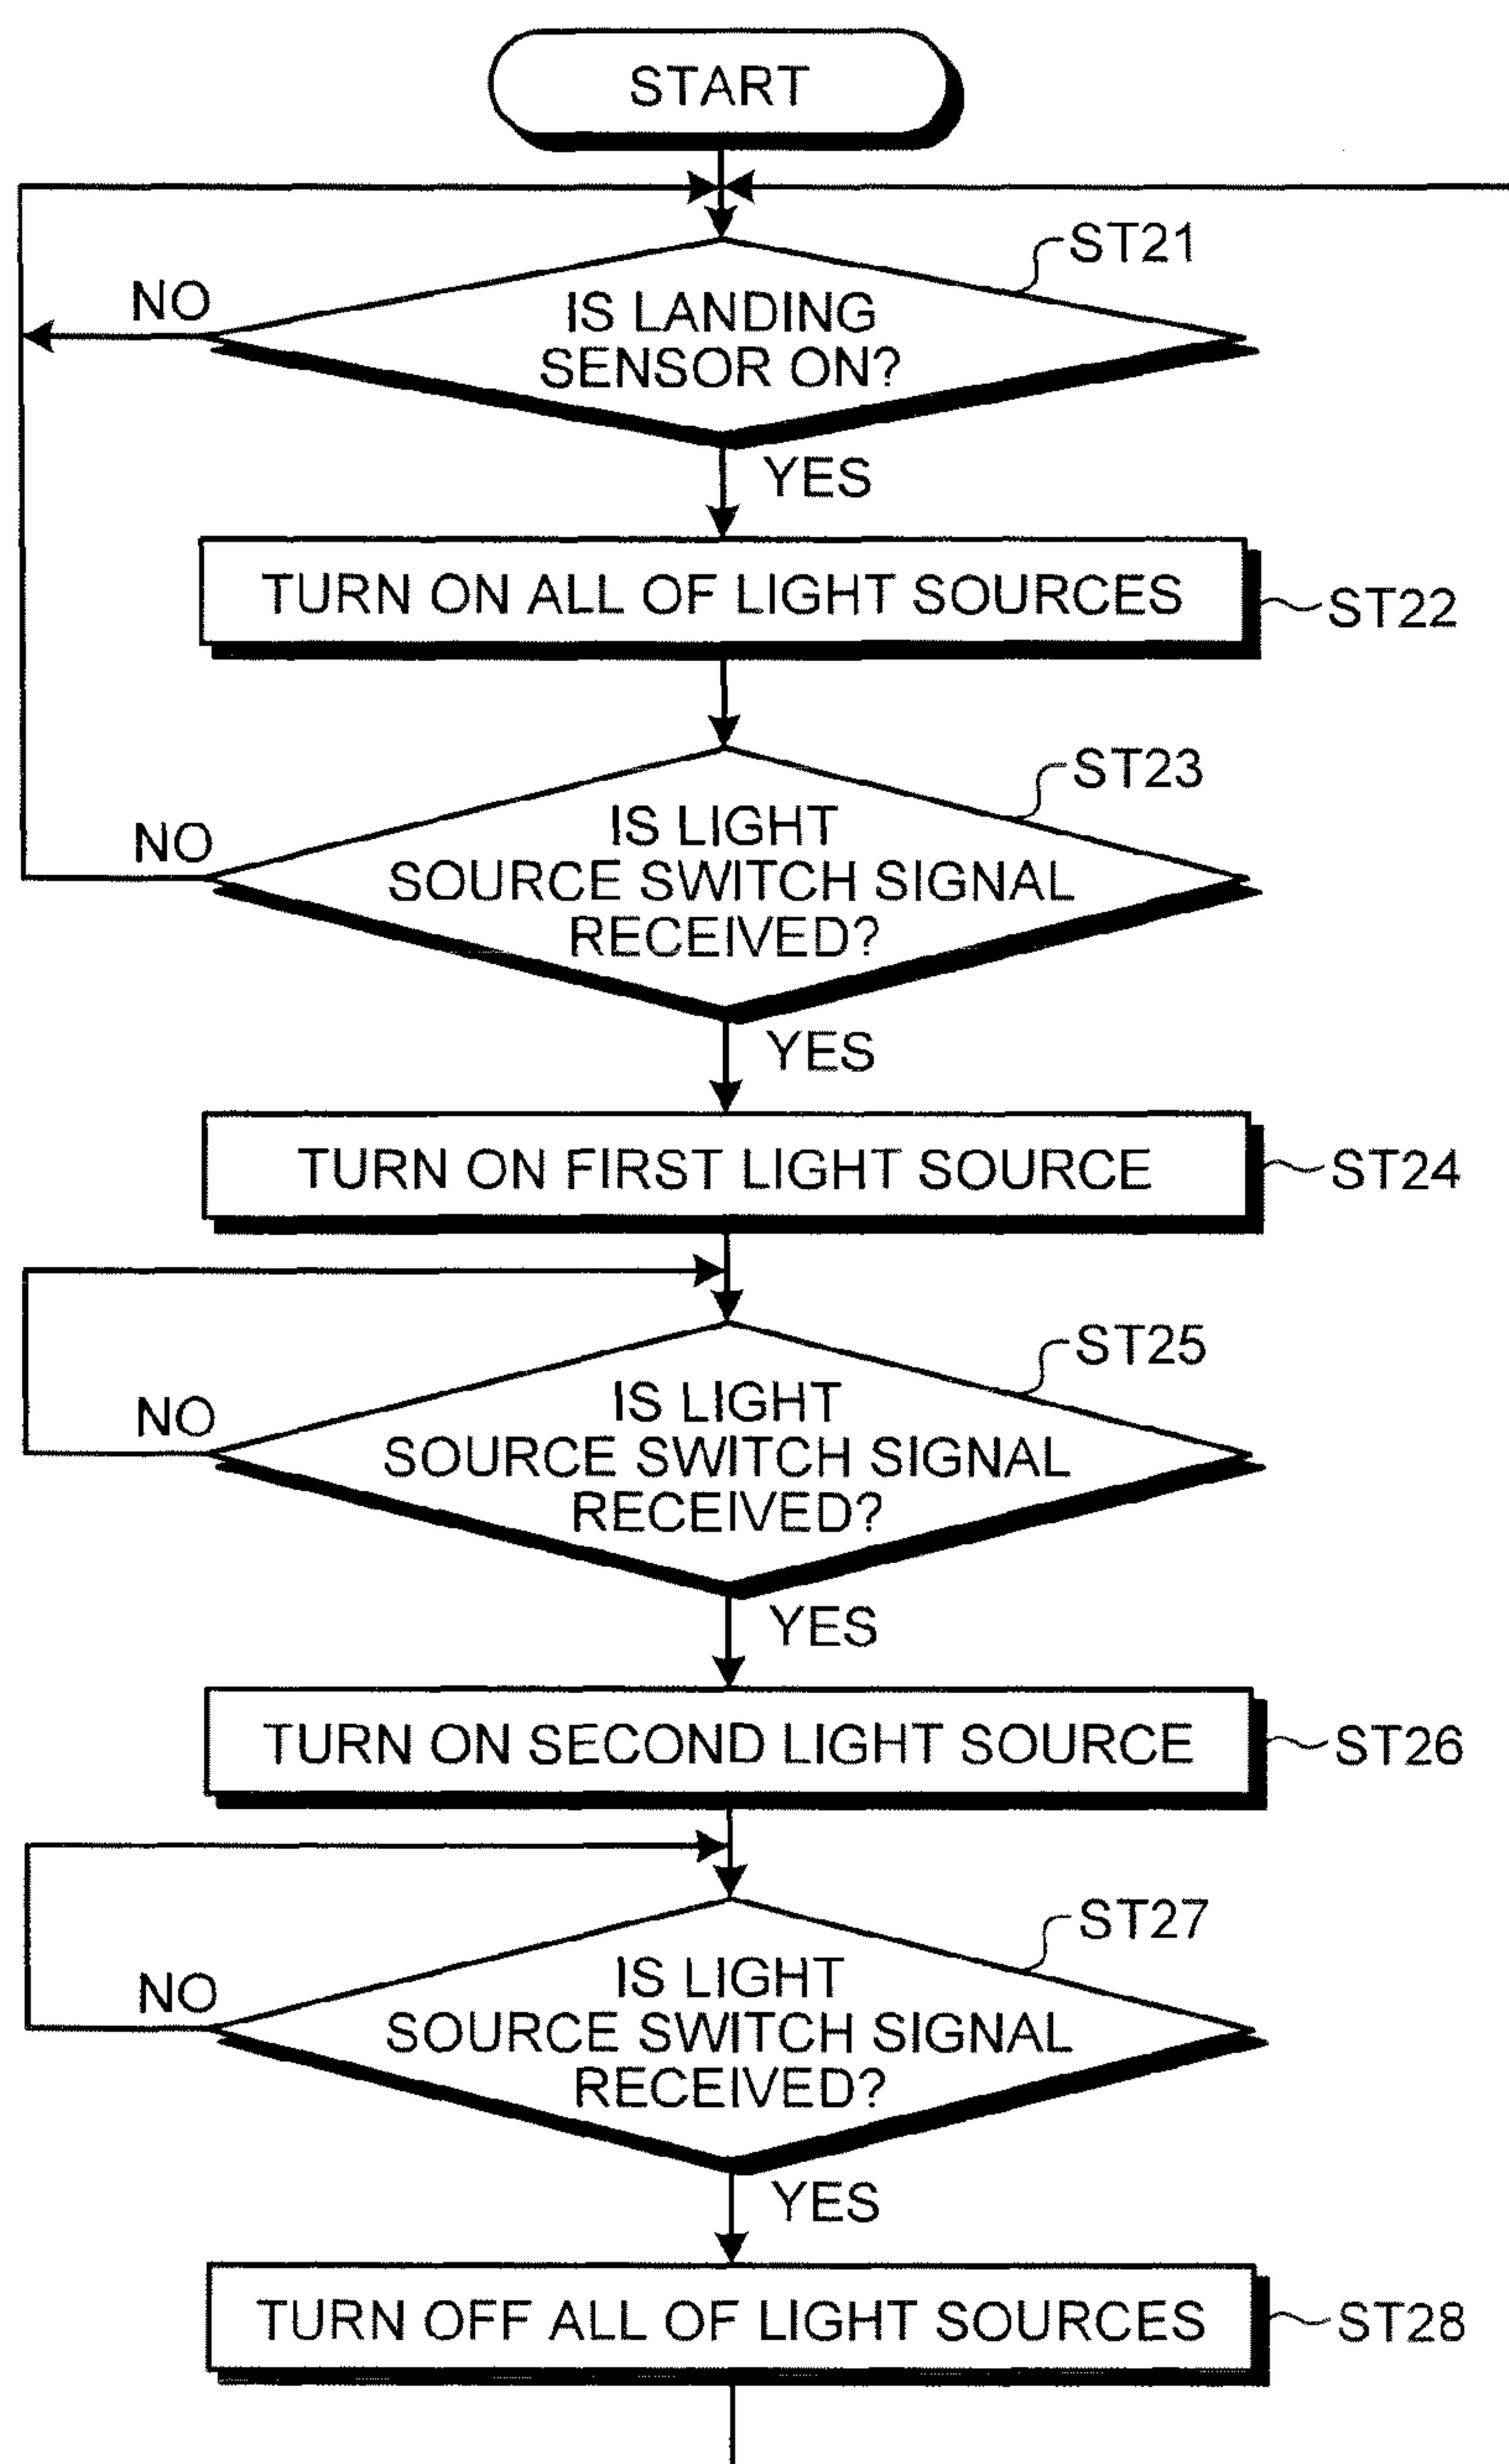 START
ST21
NO
IS LANDING
SENSOR ON?
YES
TURN ON ALL OF LIGHT SOURCES
ST22
ST23
NO
IS LIGHT
SOURCE SWITCH SIGNAL
RECEIVED?
YES
TURN ON FIRST LIGHT SOURCE
ST24
ST25
NO
IS LIGHT
SOURCE SWITCH SIGNAL
RECEIVED?
YES
TURN ON SECOND LIGHT SOURCE
ST26
ST27
NO
IS LIGHT
SOURCE SWITCH SIGNAL
RECEIVED?
YES
TURN OFF ALL OF LIGHT SOURCES
ST28